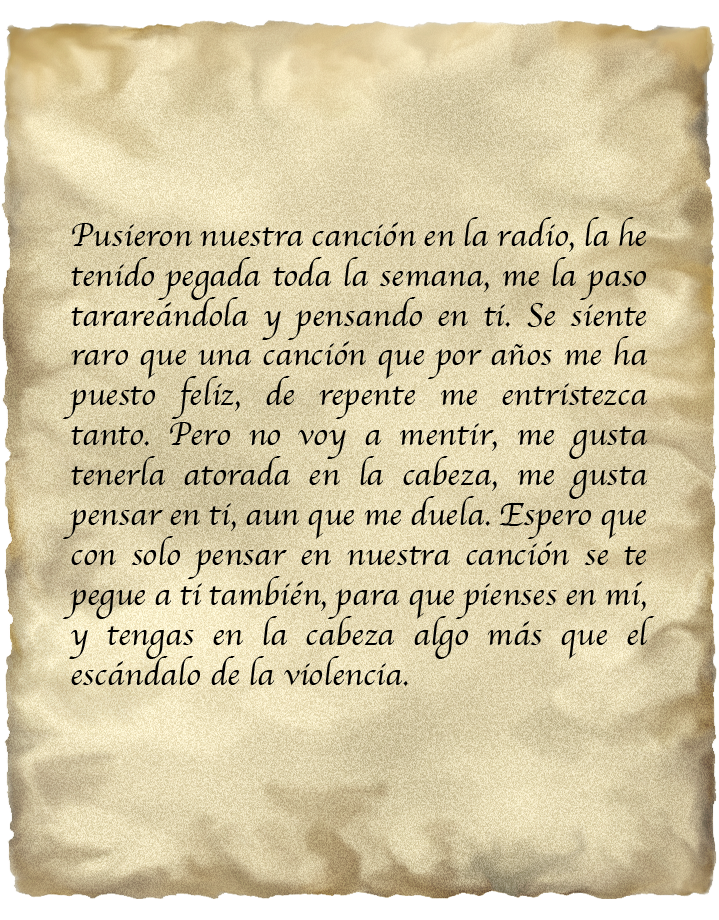 Pusieron nuestra canción en la radio, la he
tenido pegada toda la semana, me la paso
tarareándola y pensando en ti. Se siente
raro que una canción que por años me ha
puesto feliz, de repente me entristezca
tanto. Pero no voy a mentir, me gusta
tenerla atorada en la cabeza, me gusta
pensar en ti, aun que me duela. Espero que
con solo pensar en nuestra canción se te
pegue a ti también, para que pienses en mí,
y tengas en la cabeza algo más que el
escándalo de la violencia.